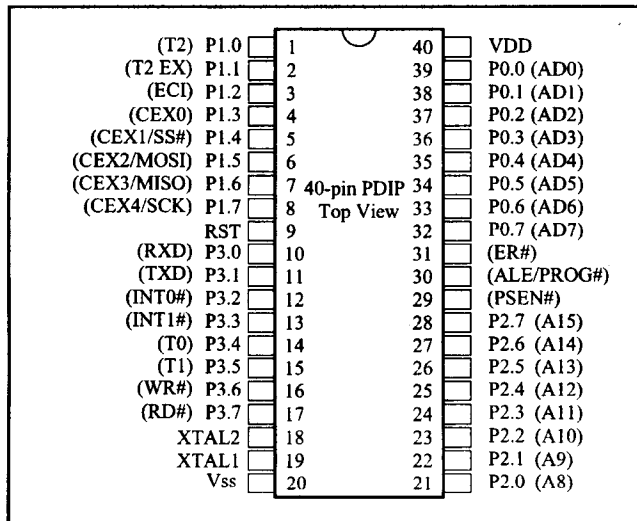 (T2) P1.0 1 40 VDD
(T2 EX) P1.1 2 39 P0.0 (AD0)
(ECI) P1.2 3 38 P0.1 (AD1)
(CEX0) P1.3 4 37 P0.2 (AD2)
(CEX1/SS#) P1.4 5 36 P0.3 (AD3)
(CEX2/MOSI) P1.5 6 35 P0.4 (AD4)
(CEX3/MISO) P1.6 7 40-pin PDIP 34 P0.5 (AD5)
(CEX4/SCK) P1.7 8 Top View 33 P0.6 (AD6)
RST 9 32 P0.7 (AD7)
(RXD) P3.0 10 31 (ER#)
(TXD) P3.1 11 30 (ALE/PROG#)
(INT0#) P3.2 12 29 (PSEN#)
(INT1#) P3.3 13 28 P2.7 (A15)
(T0) P3.4 14 27 P2.6 (A14)
(T1) P3.5 15 26 P2.5 (A13)
(WR#) P3.6 16 25 P2.4 (A12)
(RD#) P3.7 17 24 P2.3 (A11)
XTAL2 18 23 P2.2 (A10)
XTAL1 19 22 P2.1 (A9)
Vss 20 21 P2.0 (A8)